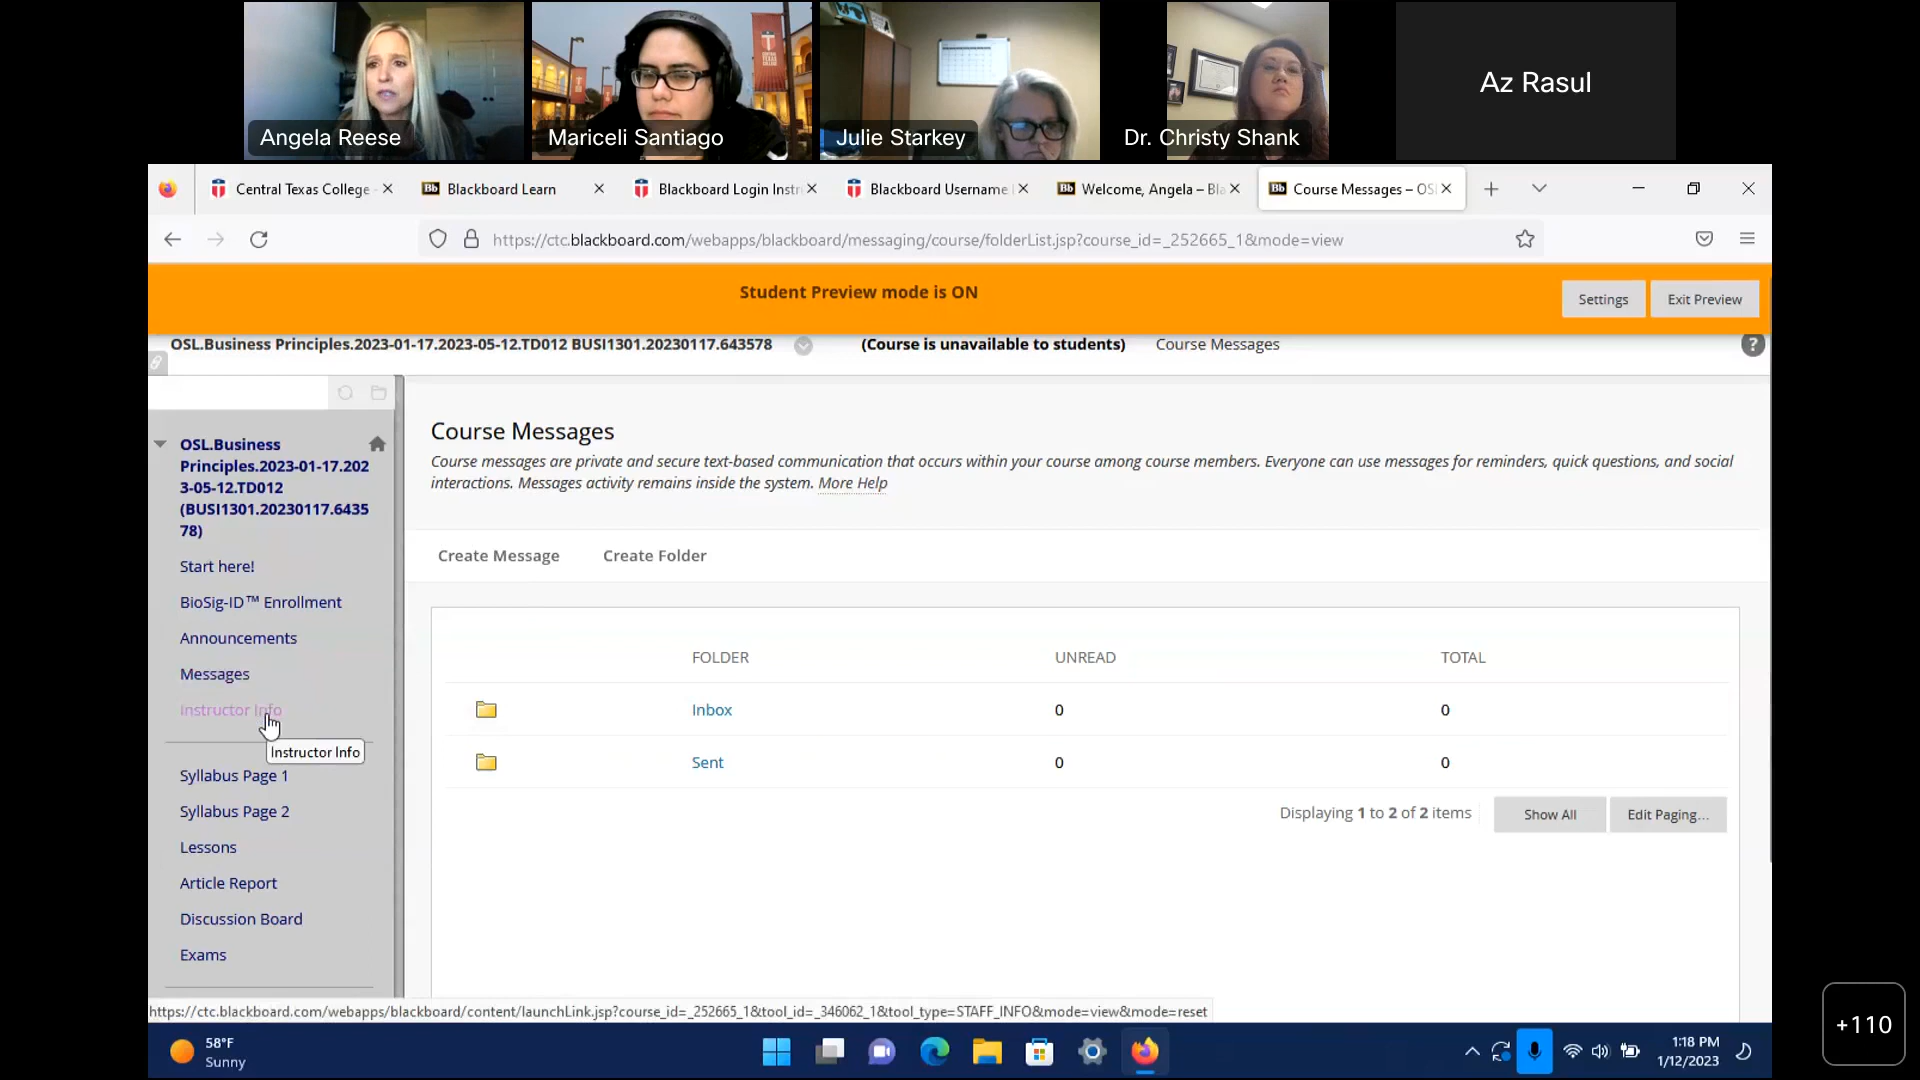 Angela Reese
Mariceli Santiago
Julie Starkey
Dr. Christy Shank
Az Rasul
Central Texas College
Blackboard Learn
Blackboard Login Instr
Blackboard Username
Welcome, Angela – Bla
Course Messages – OS
https://ctc.blackboard.com/webapps/blackboard/messaging/course/folderList.jsp?course_id=_252665_1&mode=view
Student Preview mode is ON
Settings
Exit Preview
OSL.Business Principles.2023-01-17.2023-05-12.TD012 BUSI1301.20230117.643578
(Course is unavailable to students)
Course Messages
?
OSL.Business
Principles.2023-01-17.202
3-05-12.TD012
(BUSI1301.20230117.6435
78)
Start here!
BioSig-ID™ Enrollment
Announcements
Messages
Instructor Info
Instructor Info
Syllabus Page 1
Syllabus Page 2
Lessons
Article Report
Discussion Board
Exams
Course Messages
Course messages are private and secure text-based communication that occurs within your course among course members. Everyone can use messages for reminders, quick questions, and social
interactions. Messages activity remains inside the system. More Help
Create Message
Create Folder
FOLDER UNREAD TOTAL
Inbox 0 0
Sent 0 0
Displaying 1 to 2 of 2 items
Show All
Edit Paging...
https://ctc.blackboard.com/webapps/blackboard/content/launchLink.jsp?course_id=_252665_1&tool_id=_346062_1&tool_type=STAFF_INFO&mode=view&mode=reset
58°F
Sunny
1:18 PM
1/12/2023
+110